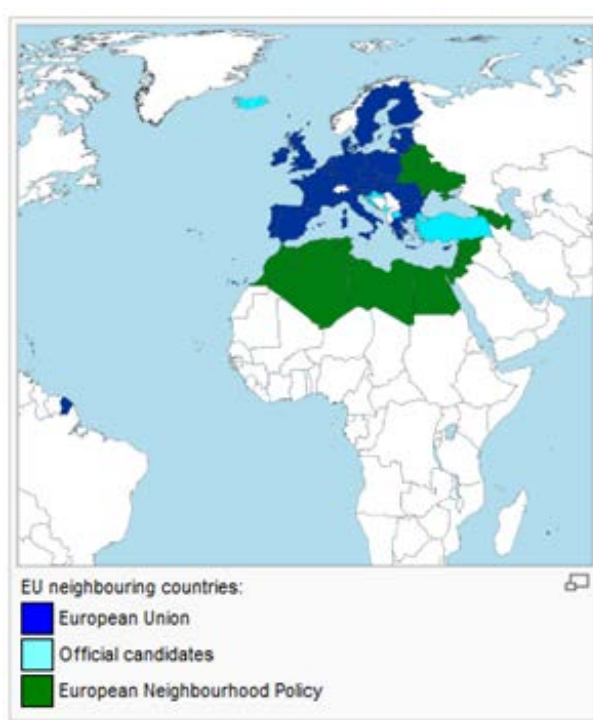 EU neighbouring countries:
European Union
Official candidates
European Neighbourhood Policy